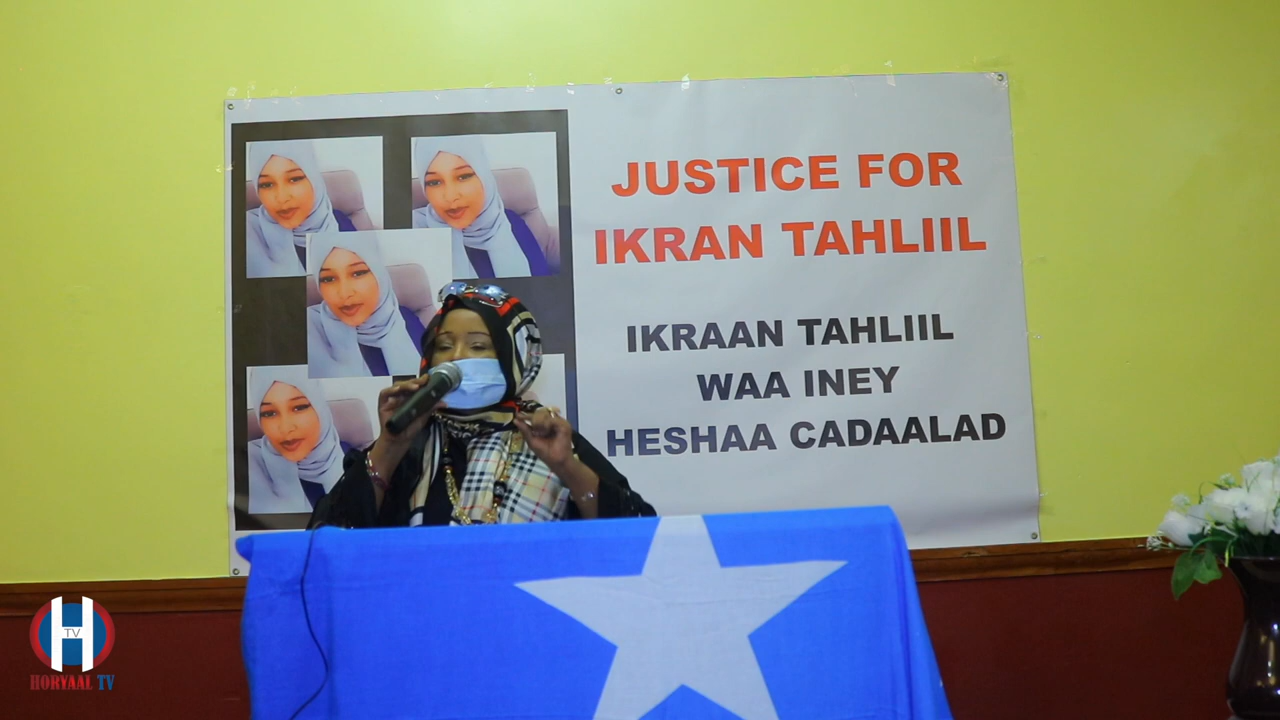 JUSTICE FOR
IKRAN TAHLIIL
IKRAAN TAHLIIL
WAA INEY
HESHAA CADAALAD
H
TV
HORYAAL TV